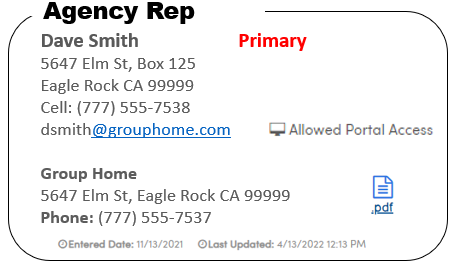 Agency Rep
Dave Smith Primary
5647 Elm St, Box 125
Eagle Rock CA 99999
Cell: (777) 555-7538
dsmith@grouphome.com Allowed Portal Access
Group Home
5647 Elm St, Eagle Rock CA 99999
Phone: (777) 555-7537
.pdf
Entered Date: 11/13/2021 Last Updated: 4/13/2022 12:13 PM